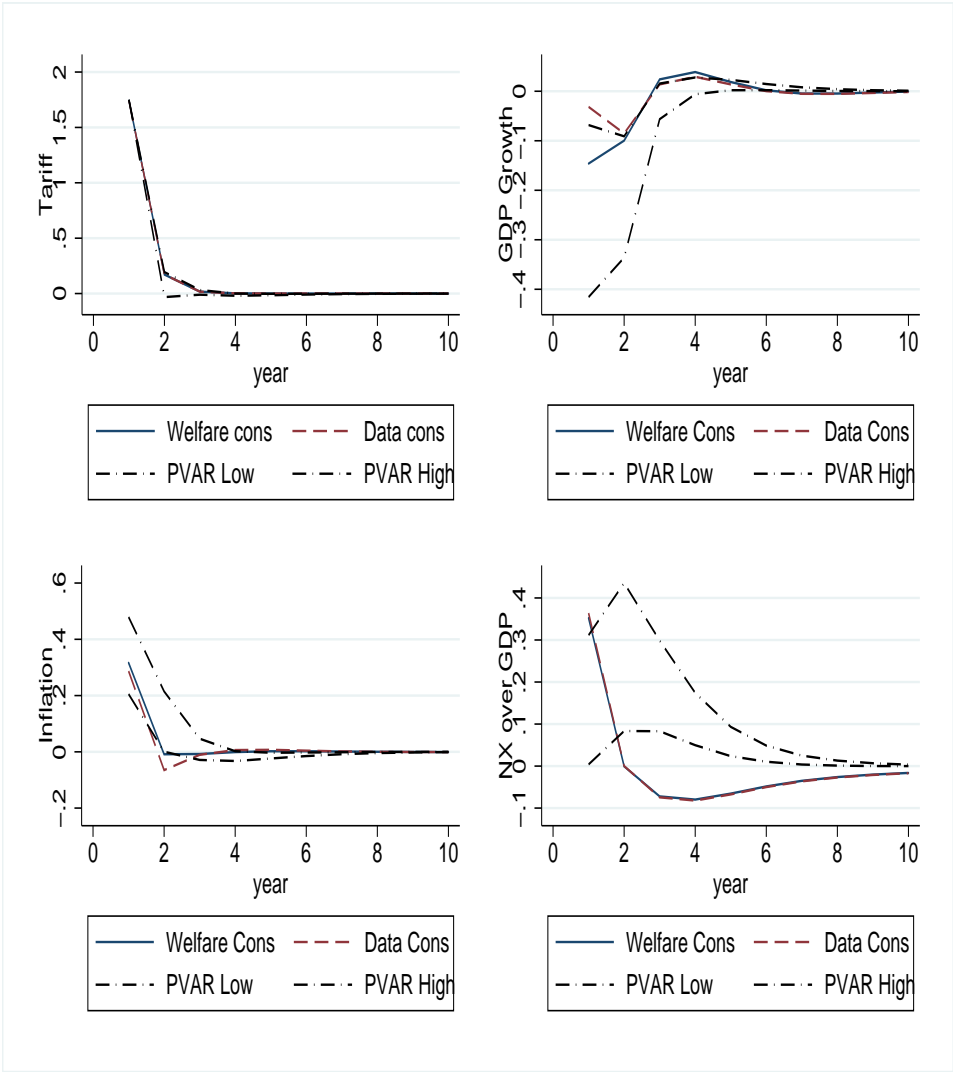 Tariff
2
1.5
1
.5
0
0 2 4 6 8 10
year
Welfare cons Data cons
PVAR Low PVAR High
GDP Growth
0
−.1
−.2
−.3
−.4
0 2 4 6 8 10
year
Welfare Cons Data Cons
PVAR Low PVAR High
Inflation
.6
.4
.2
0
−.2
0 2 4 6 8 10
year
Welfare Cons Data Cons
PVAR Low PVAR High
NX over GDP
.4
.3
.2
.1
0
−.1
0 2 4 6 8 10
year
Welfare Cons Data Cons
PVAR Low PVAR High